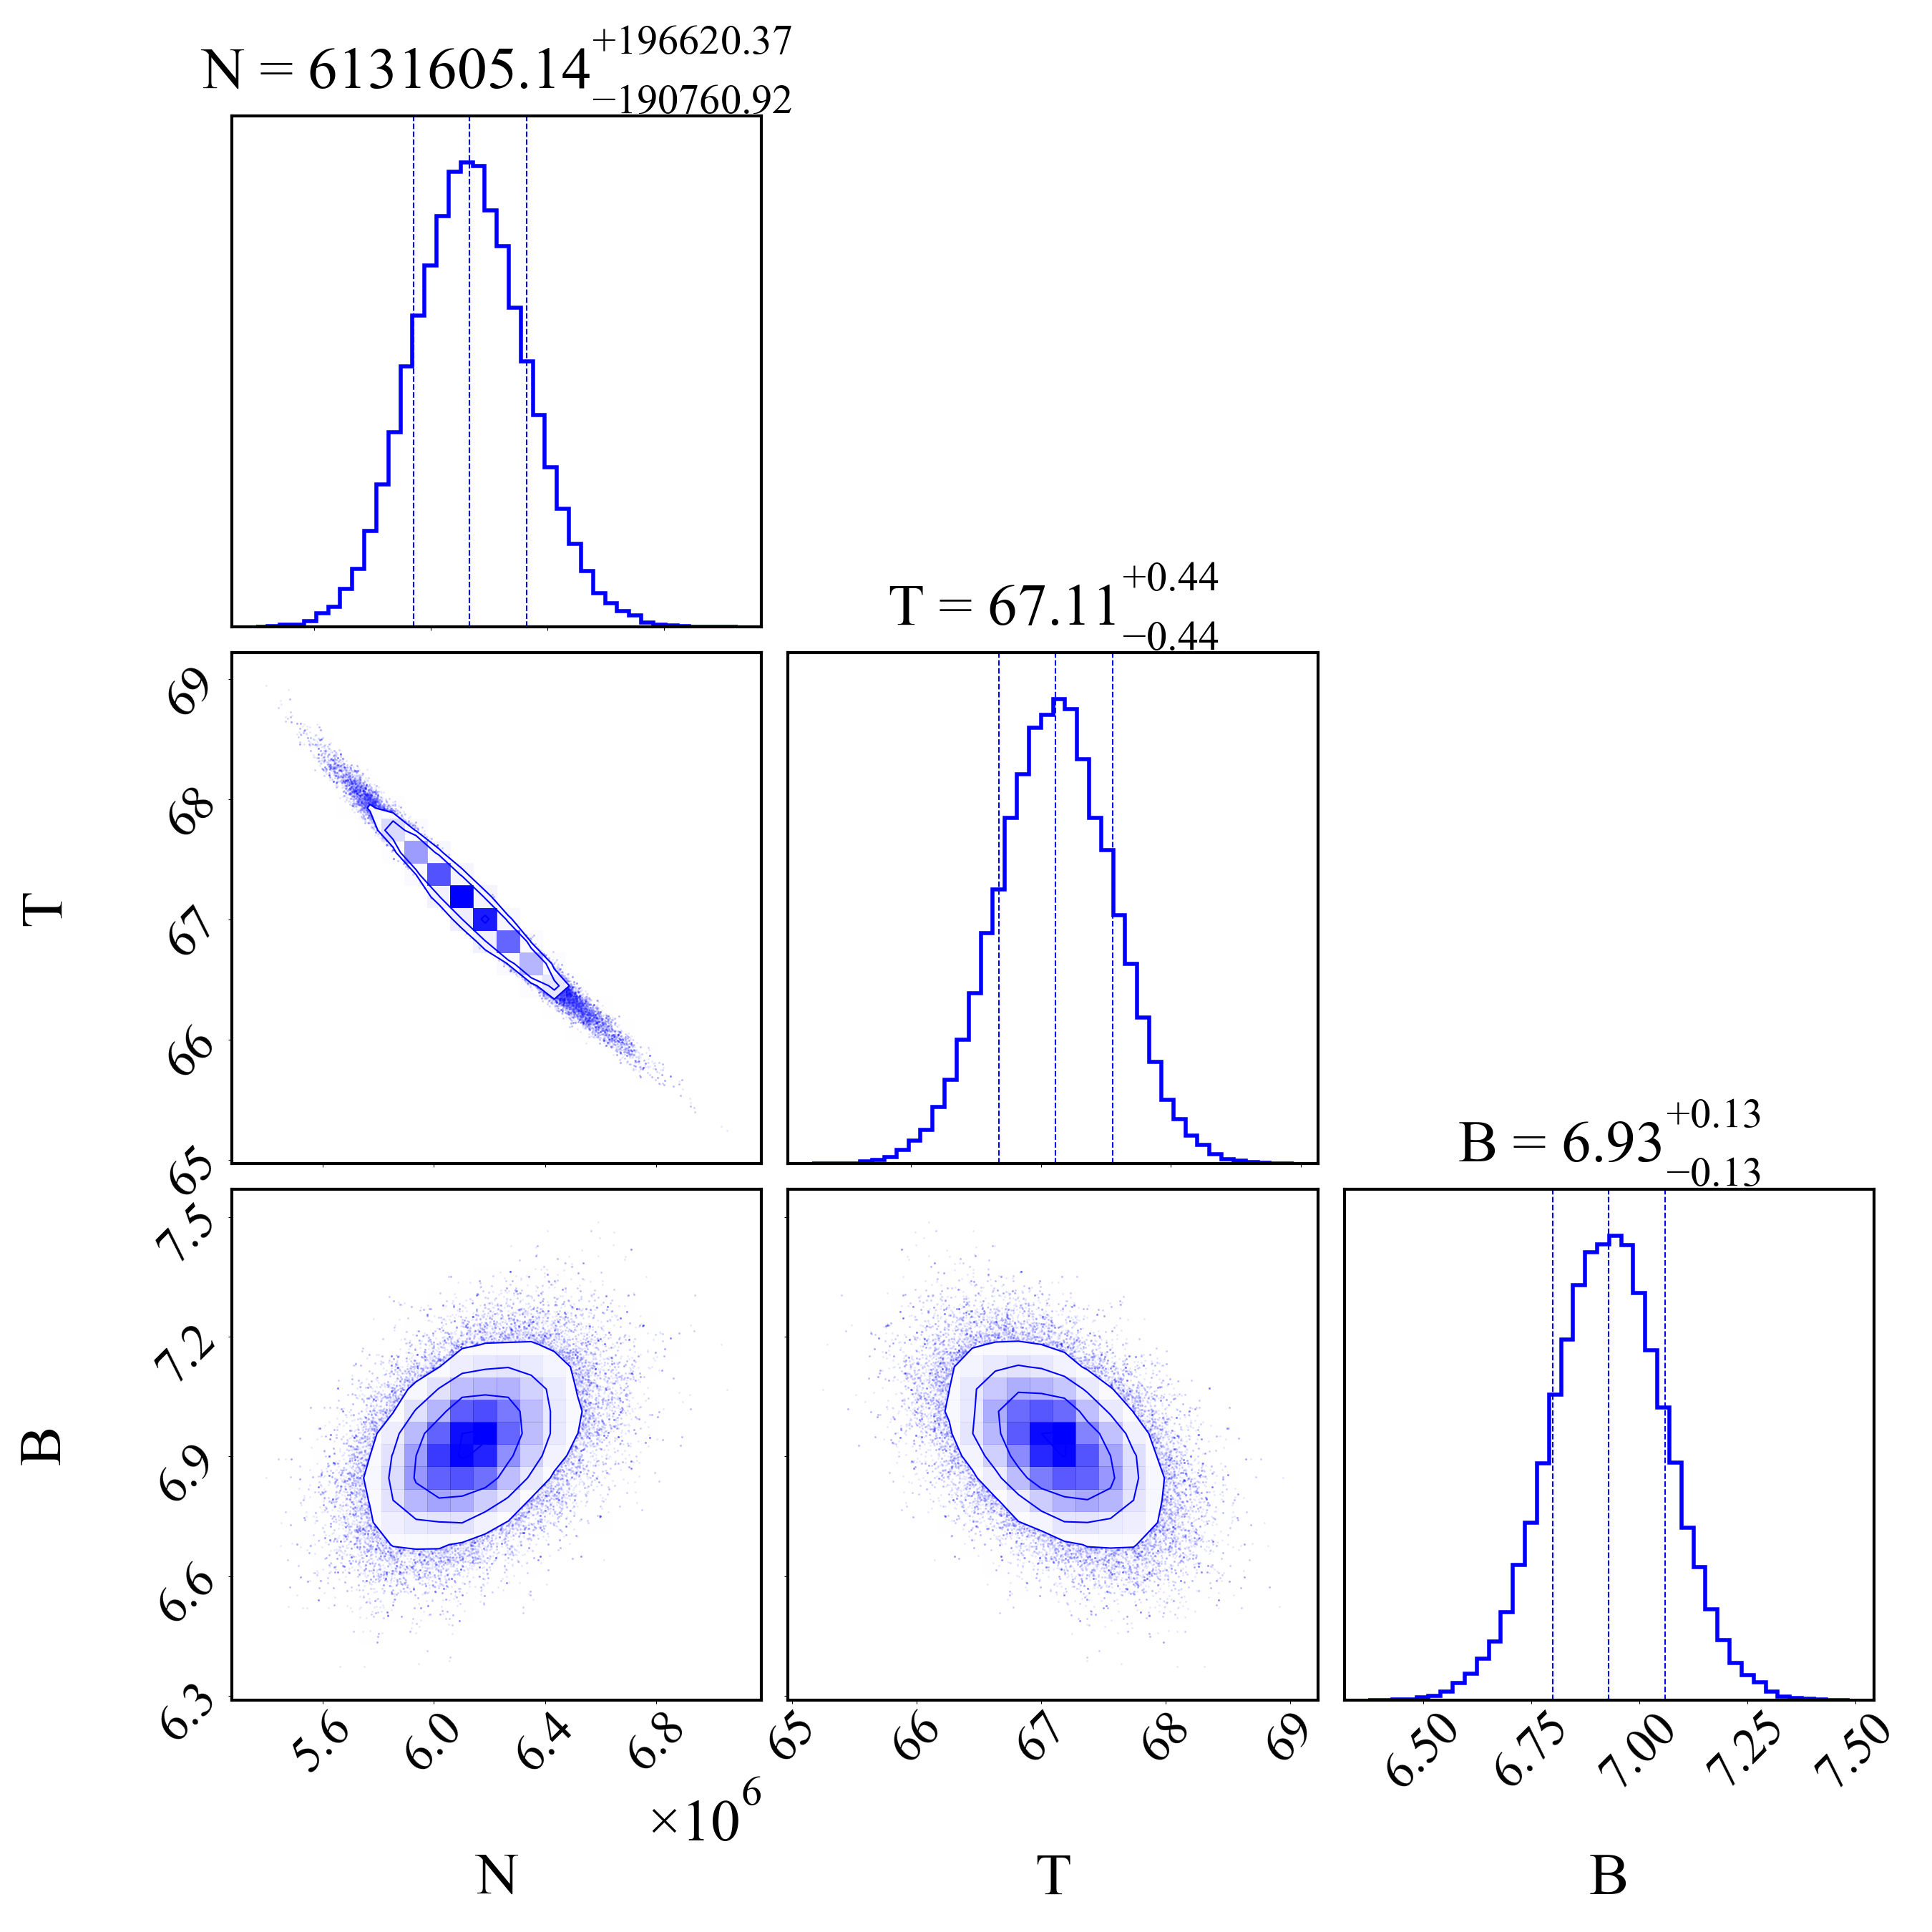 N = 6131605.14 +196620.37 −190760.92
T = 67.11 +0.44 −0.44
69
68
67
66
65
T
B = 6.93 +0.13 −0.13
7.5
7.2
6.9
6.6
6.3
B
5.6 6.0 6.4 6.8
×10⁶
N
65 66 67 68 69
T
6.50 6.75 7.00 7.25 7.50
B